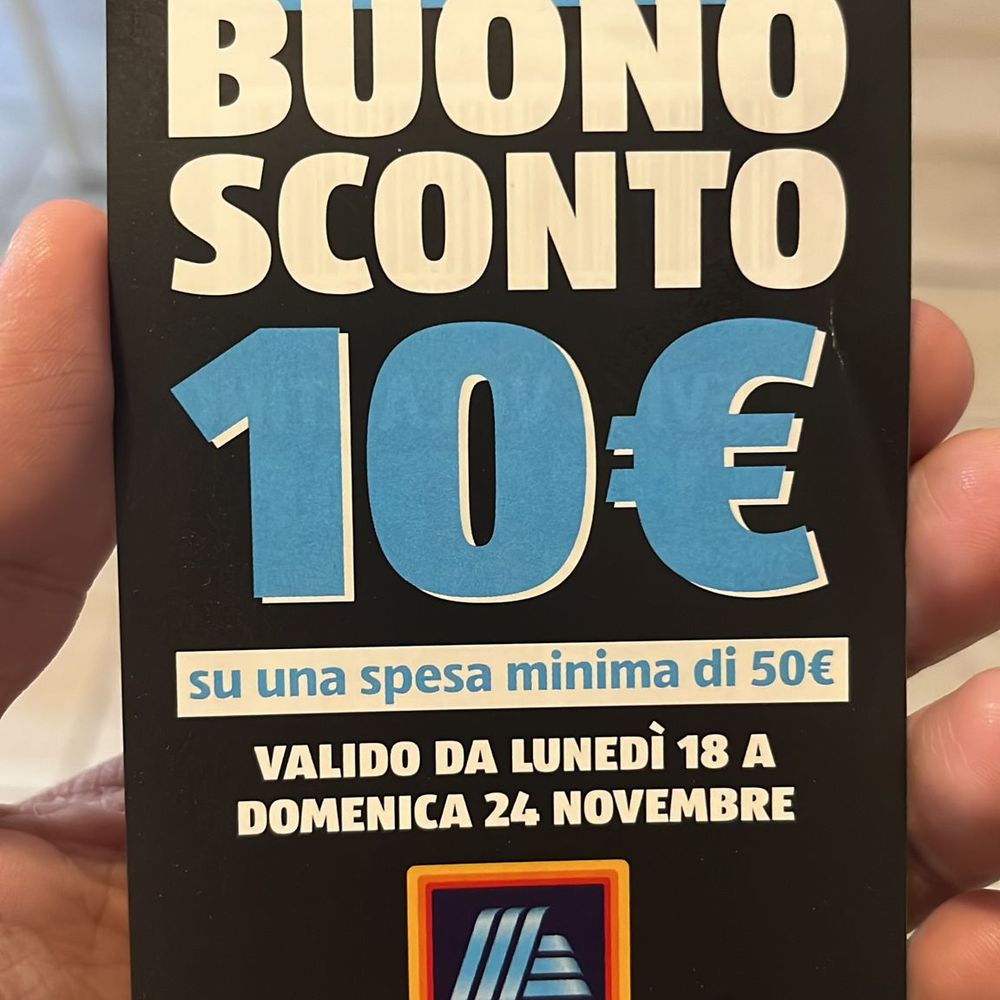 BUONO
SCONTO
10€
su una spesa minima di 50€
VALIDO DA LUNEDÌ 18 A
DOMENICA 24 NOVEMBRE